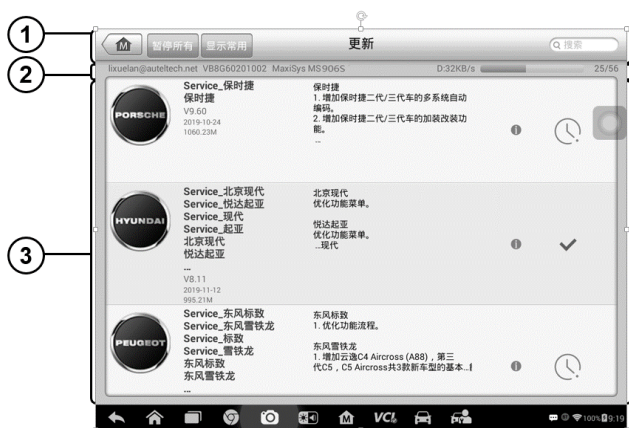 1
M
暂停所有
显示常用
更新
搜索
2
lixuelan@auteltech.net VB8G60201002 MaxiSys MS906S
D:32KB/s
25/56
3
PORSCHE
Service_保时捷
保时捷
V9.60
2019-10-24
1060.23M
保时捷
1. 增加保时捷二代/三代车的多系统自动
编码。
2. 增加保时捷二代/三代车的加装改装功
能。
...
HYUNDAI
Service_北京现代
Service_悦达起亚
Service_现代
Service_起亚
北京现代
悦达起亚
...
V8.11
2019-11-12
995.21M
北京现代
优化功能菜单。
悦达起亚
优化功能菜单。
...现代
PEUGEOT
Service_东风标致
Service_东风雪铁龙
Service_标致
Service_雪铁龙
东风标致
东风雪铁龙
...
东风标致
1. 优化功能流程。
东风雪铁龙
1. 增加云逸C4 Aircross (A88)，第三
代C5，C5 Aircross共3款新车型的基本...
M
VCI
100%
9:19